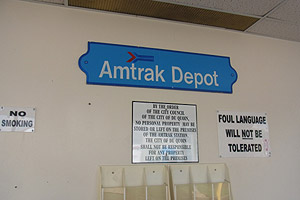 Amtrak Depot
NO
SMOKING
BY THE ORDER
OF THE CITY COUNCIL
OF THE CITY OF DU QUOIN,
NO PERSONAL PROPERTY MAY BE
STORED OR LEFT ON THE PREMISES
OF THE AMTRAK STATION.
THE CITY OF DU QUOIN
SHALL NOT BE RESPONSIBLE
FOR ANY PROPERTY
LEFT ON THE PREMISES
FOUL LANGUAGE
WILL NOT BE
TOLERATED